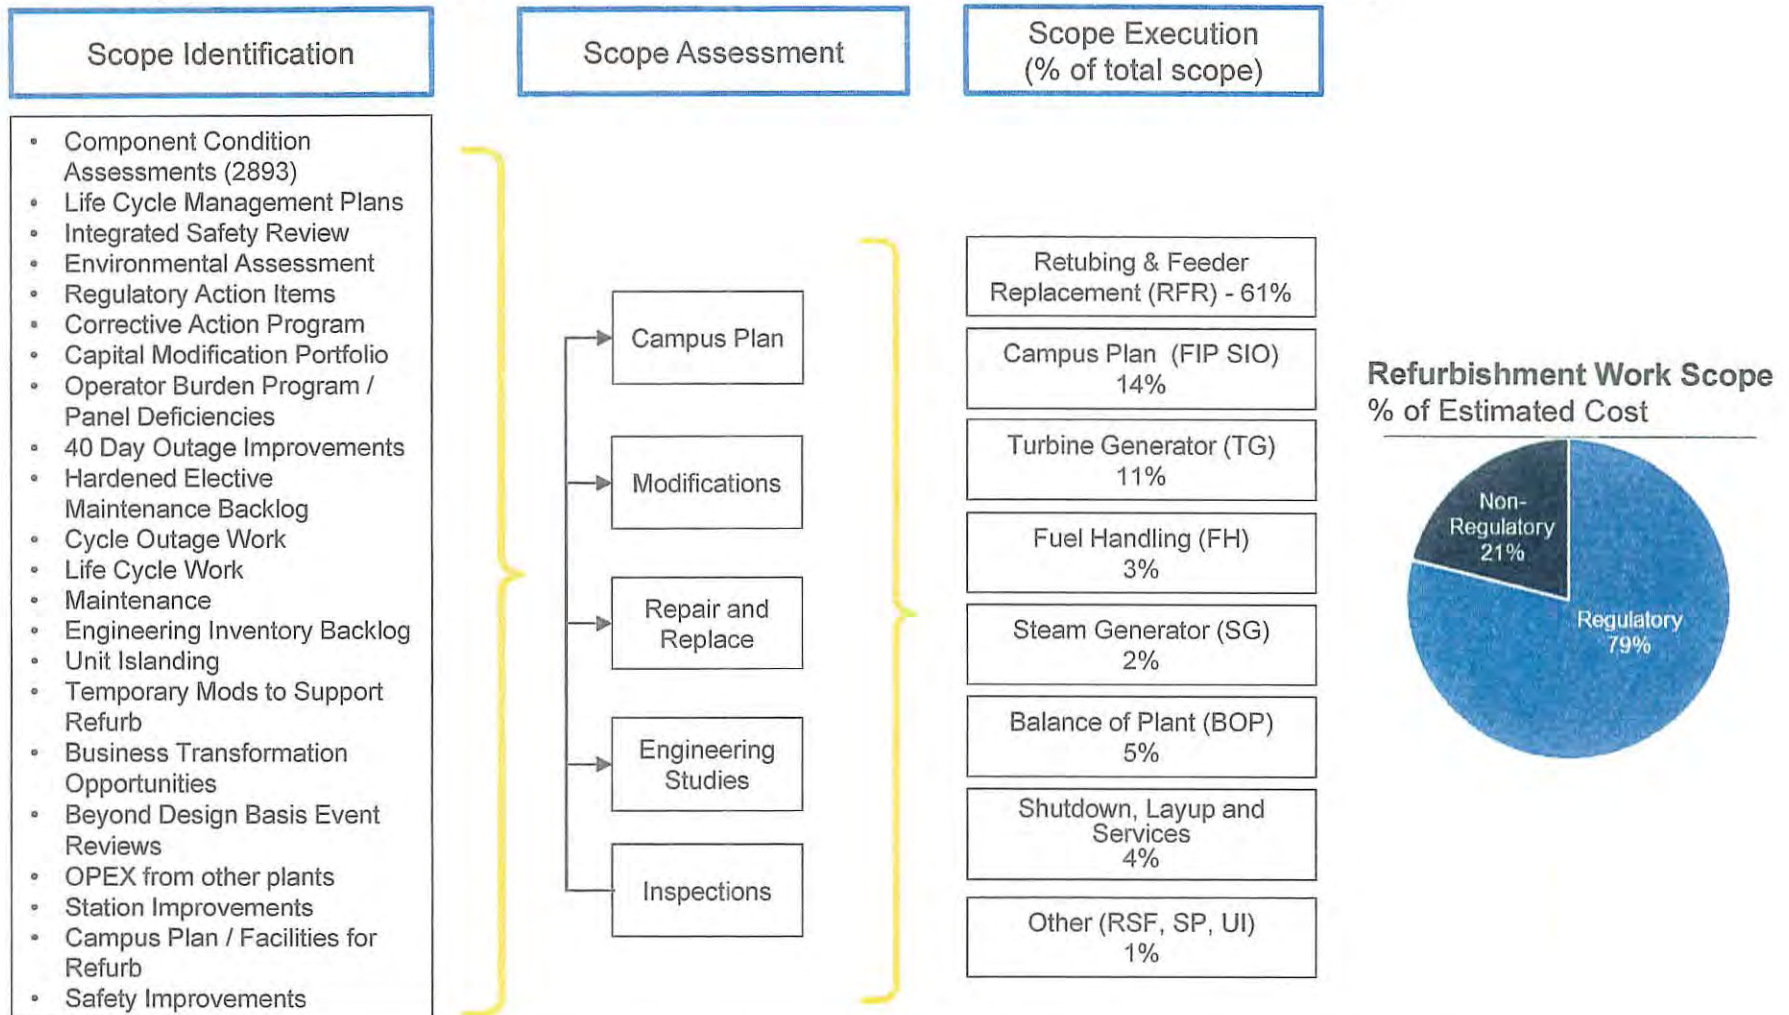 Scope Identification
Scope Assessment
Scope Execution
(% of total scope)
• Component Condition
Assessments (2893)
• Life Cycle Management Plans
• Integrated Safety Review
• Environmental Assessment
• Regulatory Action Items
• Corrective Action Program
• Capital Modification Portfolio
• Operator Burden Program /
Panel Deficiencies
• 40 Day Outage Improvements
• Hardened Elective
Maintenance Backlog
• Cycle Outage Work
• Life Cycle Work
• Maintenance
• Engineering Inventory Backlog
• Unit Islanding
• Temporary Mods to Support
Refurb
• Business Transformation
Opportunities
• Beyond Design Basis Event
Reviews
• OPEX from other plants
• Station Improvements
• Campus Plan / Facilities for
Refurb
• Safety Improvements
Campus Plan
Modifications
Repair and
Replace
Engineering
Studies
Inspections
Retubing & Feeder
Replacement (RFR) - 61%
Campus Plan (FIP SIO)
14%
Turbine Generator (TG)
11%
Fuel Handling (FH)
3%
Steam Generator (SG)
2%
Balance of Plant (BOP)
5%
Shutdown, Layup and
Services
4%
Other (RSF, SP, UI)
1%
Refurbishment Work Scope
% of Estimated Cost
Non-
Regulatory
21%
Regulatory
79%